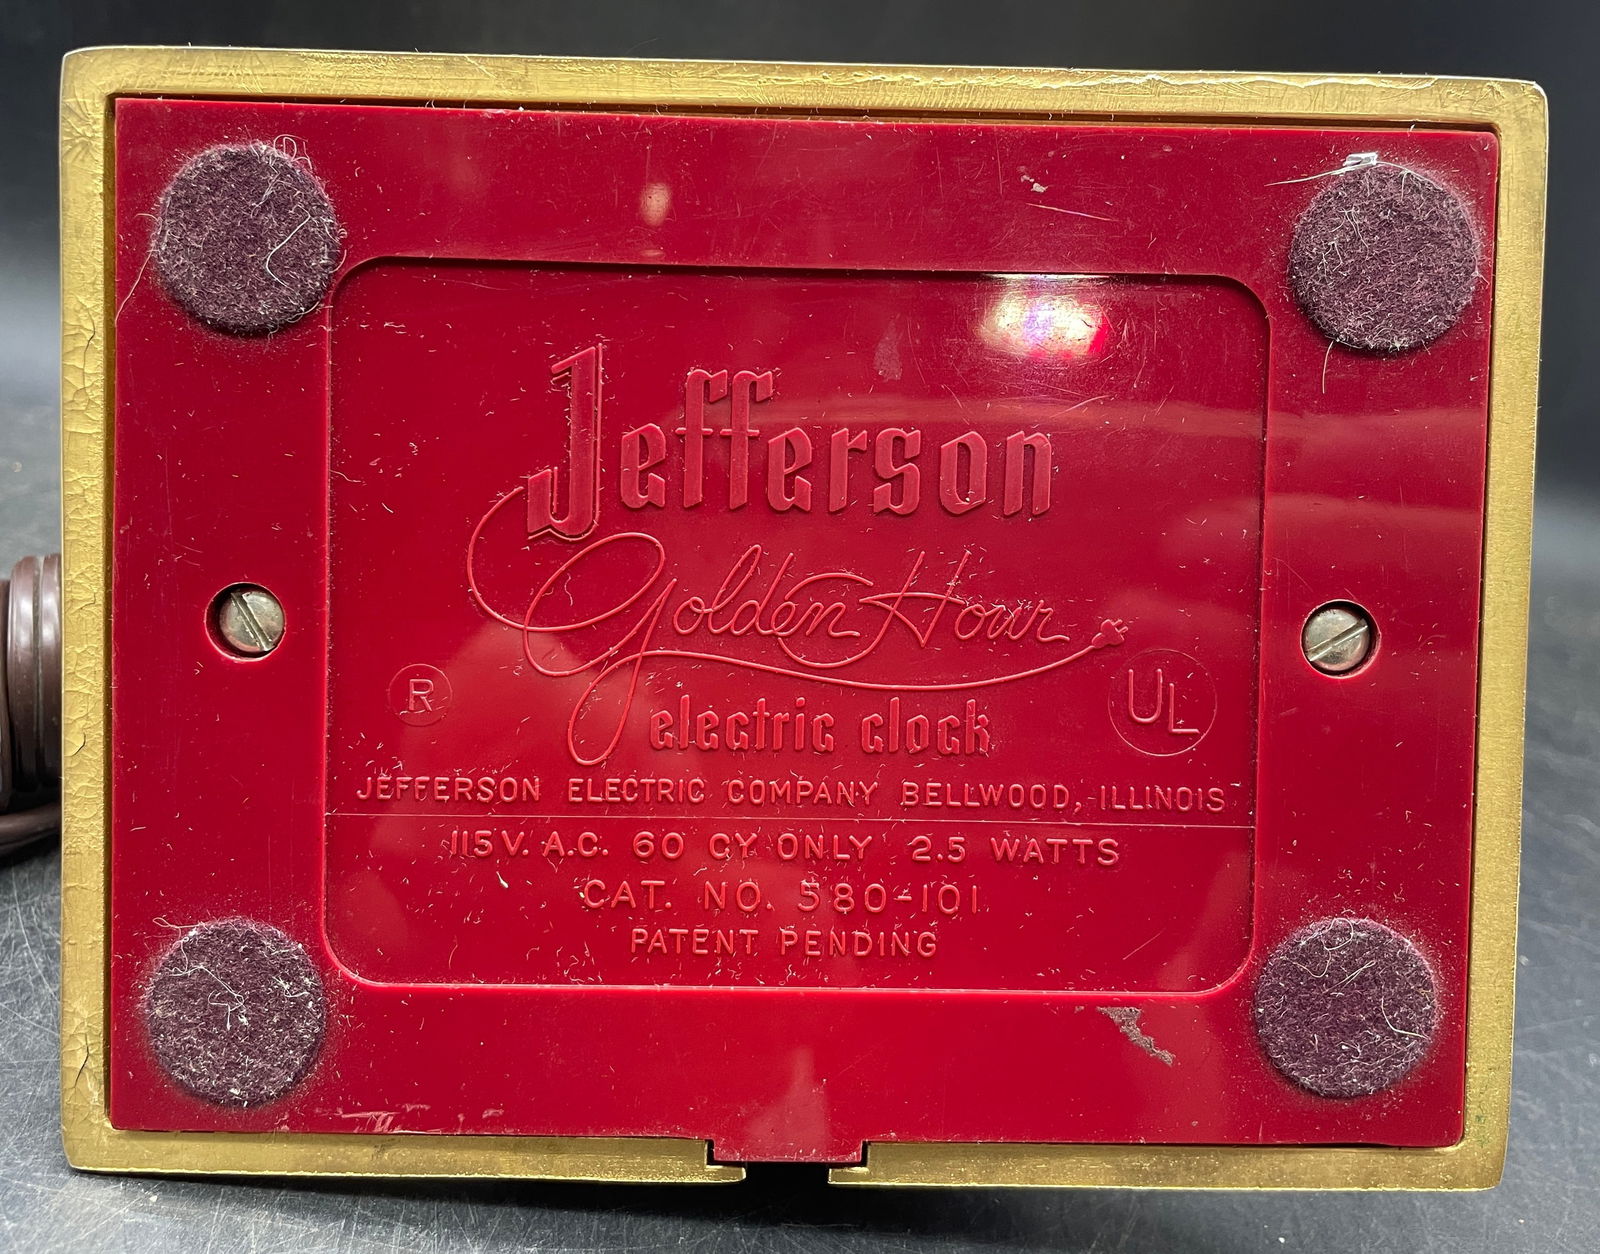 Jefferson
Golden Hour
R
UL
electric clock
JEFFERSON ELECTRIC COMPANY BELLWOOD, ILLINOIS
115 V. A.C. 60 CY ONLY 2.5 WATTS
CAT. NO. 580-101
PATENT PENDING